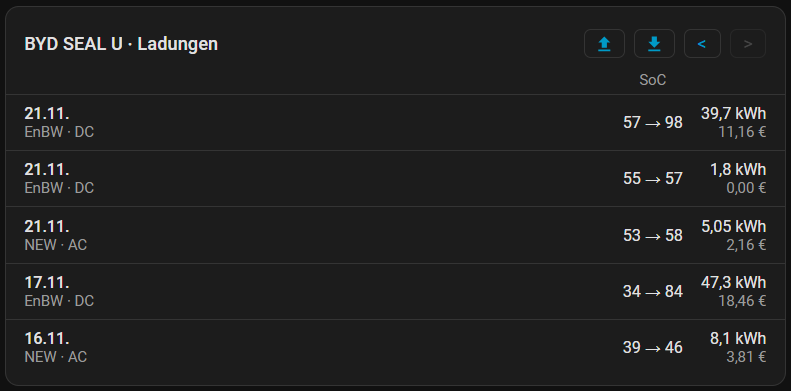 BYD SEAL U · Ladungen
< >
SoC
21.11.
EnBW · DC
57 → 98
39,7 kWh
11,16 €
21.11.
EnBW · DC
55 → 57
1,8 kWh
0,00 €
21.11.
NEW · AC
53 → 58
5,05 kWh
2,16 €
17.11.
EnBW · DC
34 → 84
47,3 kWh
18,46 €
16.11.
NEW · AC
39 → 46
8,1 kWh
3,81 €